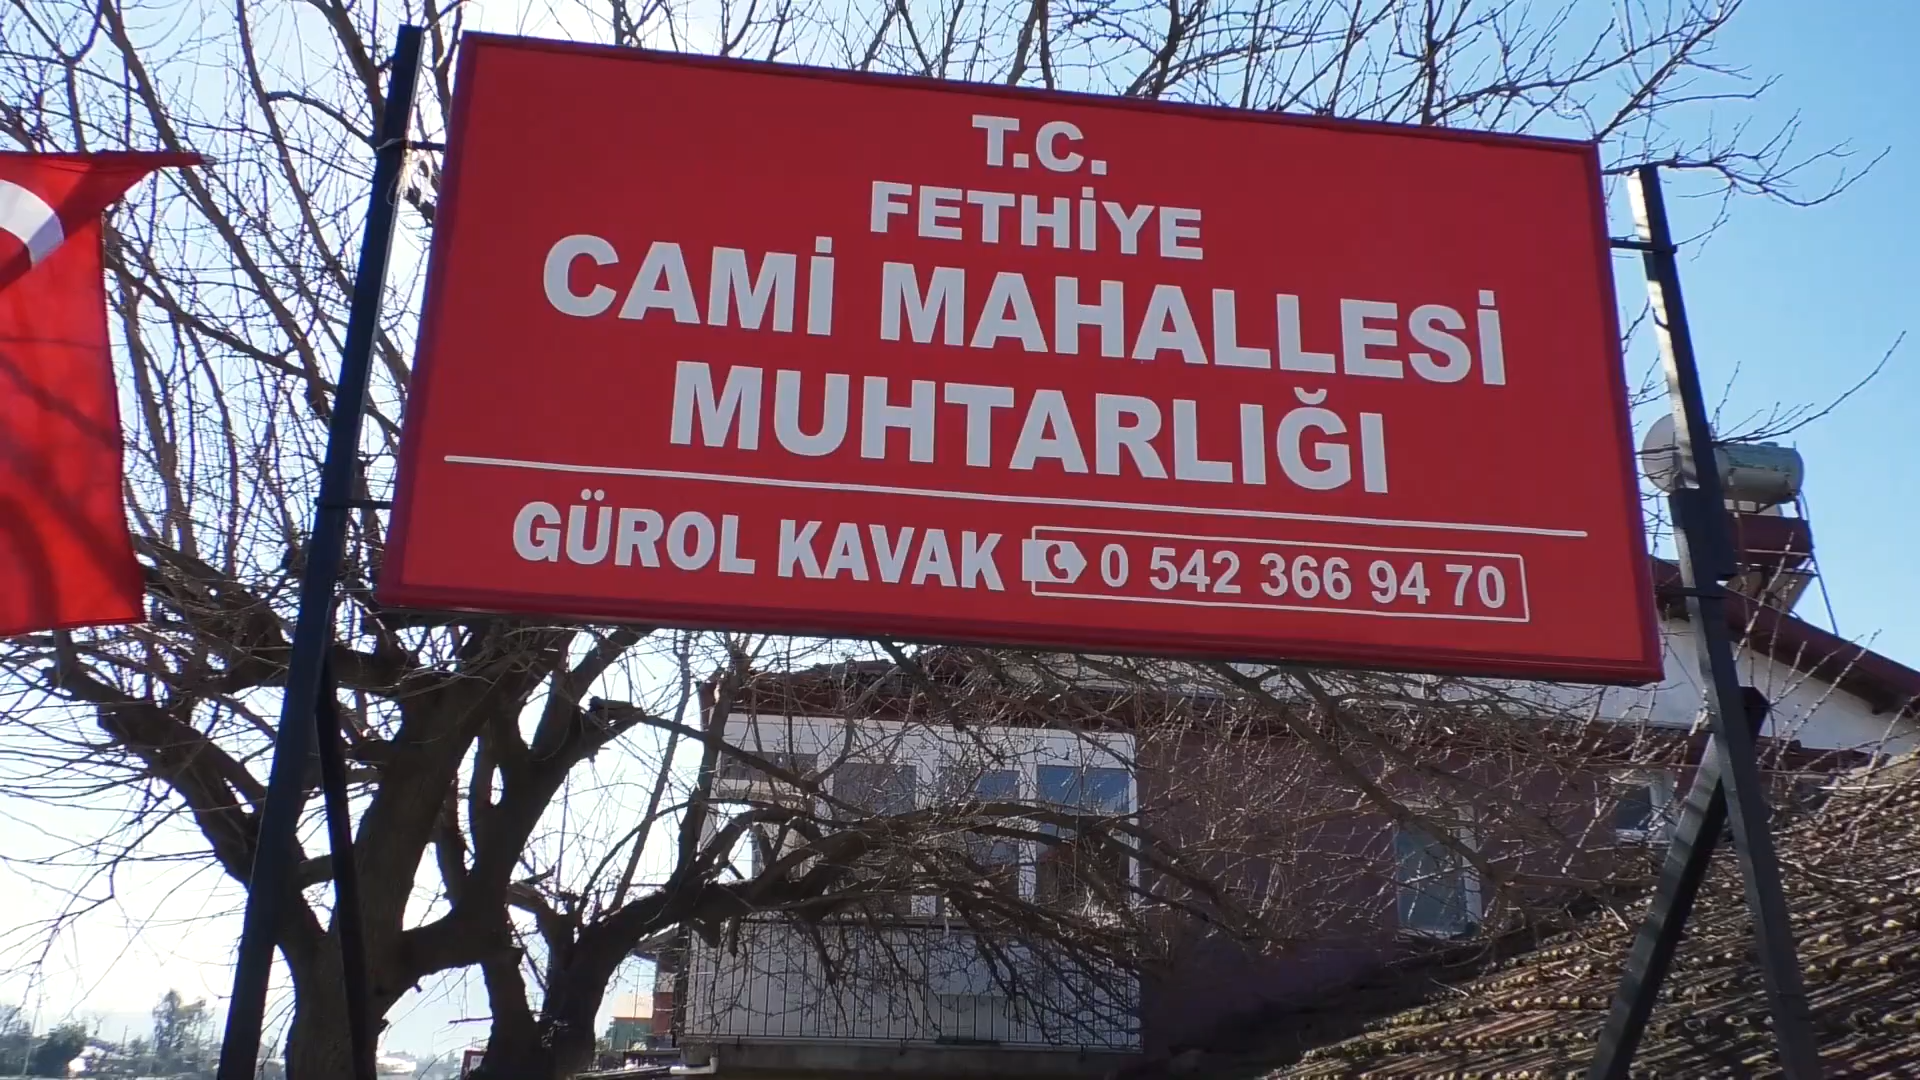 T.C.
FETHİYE
CAMİ MAHALLESİ
MUHTARLIĞI
GÜROL KAVAK 0 542 366 94 70